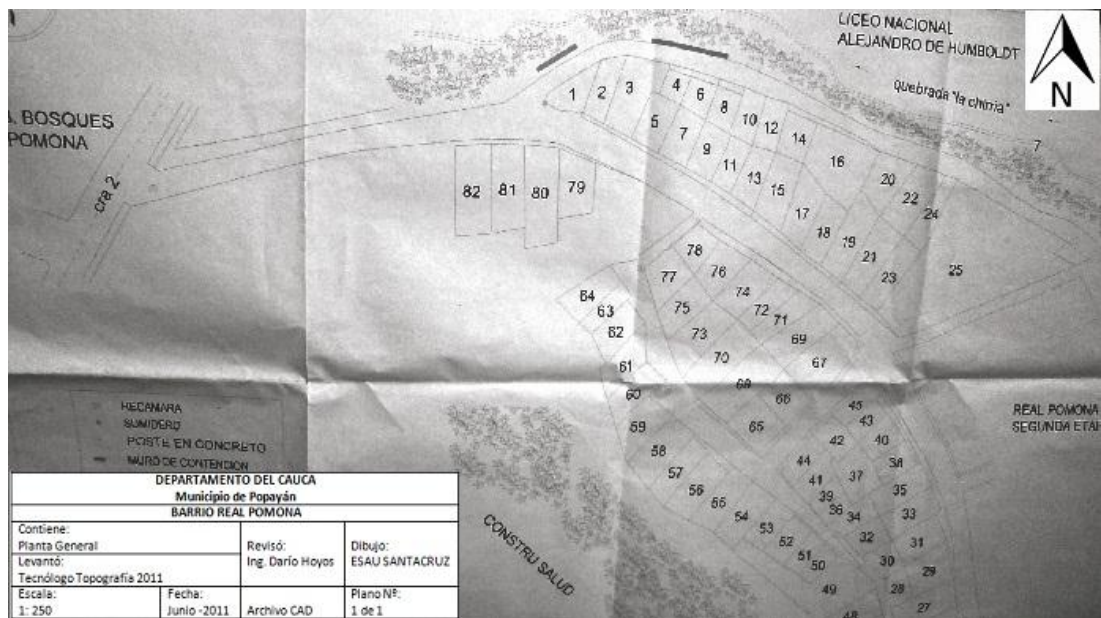 LICEO NACIONAL
ALEJANDRO DE HUMBOLDT
N
quebrada "la chirria"
BOSQUES
POMONA
cra 2
1 2 3 4 6 8 10 12 14 16 20 22 24 7
5 7 9 11 13 15 17 18 19 21 23 25
82 81 80 79
78 76 74 72 71 69 67
77 75 73 70 68 66 65
64 63 62 61 60 59 58 57 56 55 54 53 52 51 50 49 48
45 43 40 38 35 33 31 29 27
42 44 41 39 36 37 34 32 30 28
REAL POMONA
SEGUNDA
RECAMARA
SUMIDERO
POSTE EN CONCRETO
MURO DE CONTENCION
CONSTRU SALUD
DEPARTAMENTO DEL CAUCA
Municipio de Popayán
BARRIO REAL POMONA
Contiene:
Planta General
Levantó:
Tecnólogo Topografía 2011
Revisó:
Ing. Darío Hoyos
Dibujo:
ESAU SANTACRUZ
Escala:
1: 250
Fecha:
Junio -2011
Archivo CAD
Plano Nº:
1 de 1